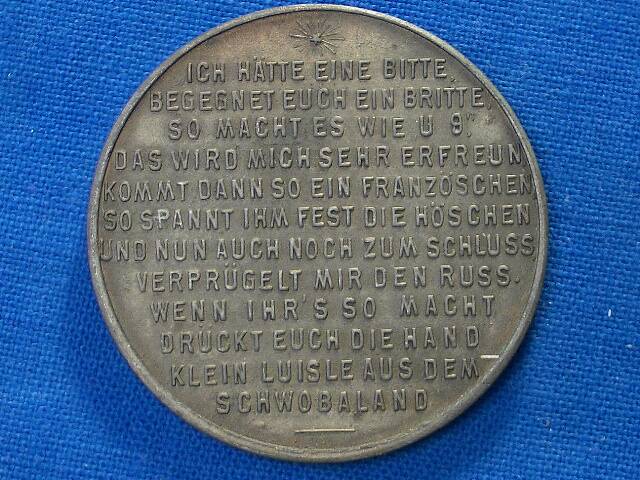 ICH HÄTTE EINE BITTE,
BEGEGNET EUCH EIN BRITTE,
SO MACHT ES WIE U 9,
DAS WIRD MICH SEHR ERFREUN
KOMMT DANN SO EIN FRANZÖSCHEN,
SO SPANNT IHM FEST DIE HÖSCHEN
UND NUN AUCH NOCH ZUM SCHLUSS
VERPRÜGELT MIR DEN RUSS.
WENN IHR'S SO MACHT
DRÜCKT EUCH DIE HAND
KLEIN LUISLE AUS DEM
SCHWOBALAND